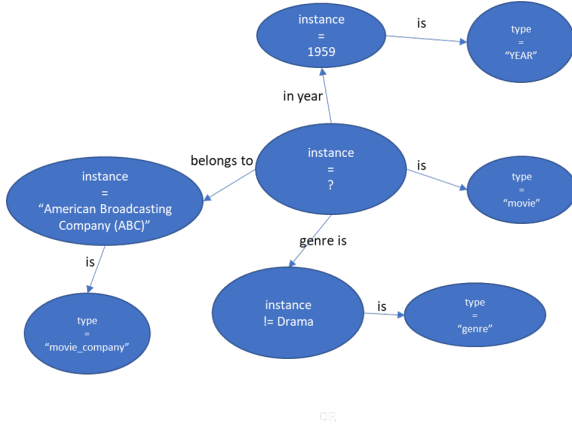 instance
=
1959
is
type
=
“YEAR”
in year
belongs to
instance
=
?
is
type
=
“movie”
instance
=
“American Broadcasting
Company (ABC)”
is
genre is
type
=
“movie_company”
instance
!= Drama
is
type
=
“genre”